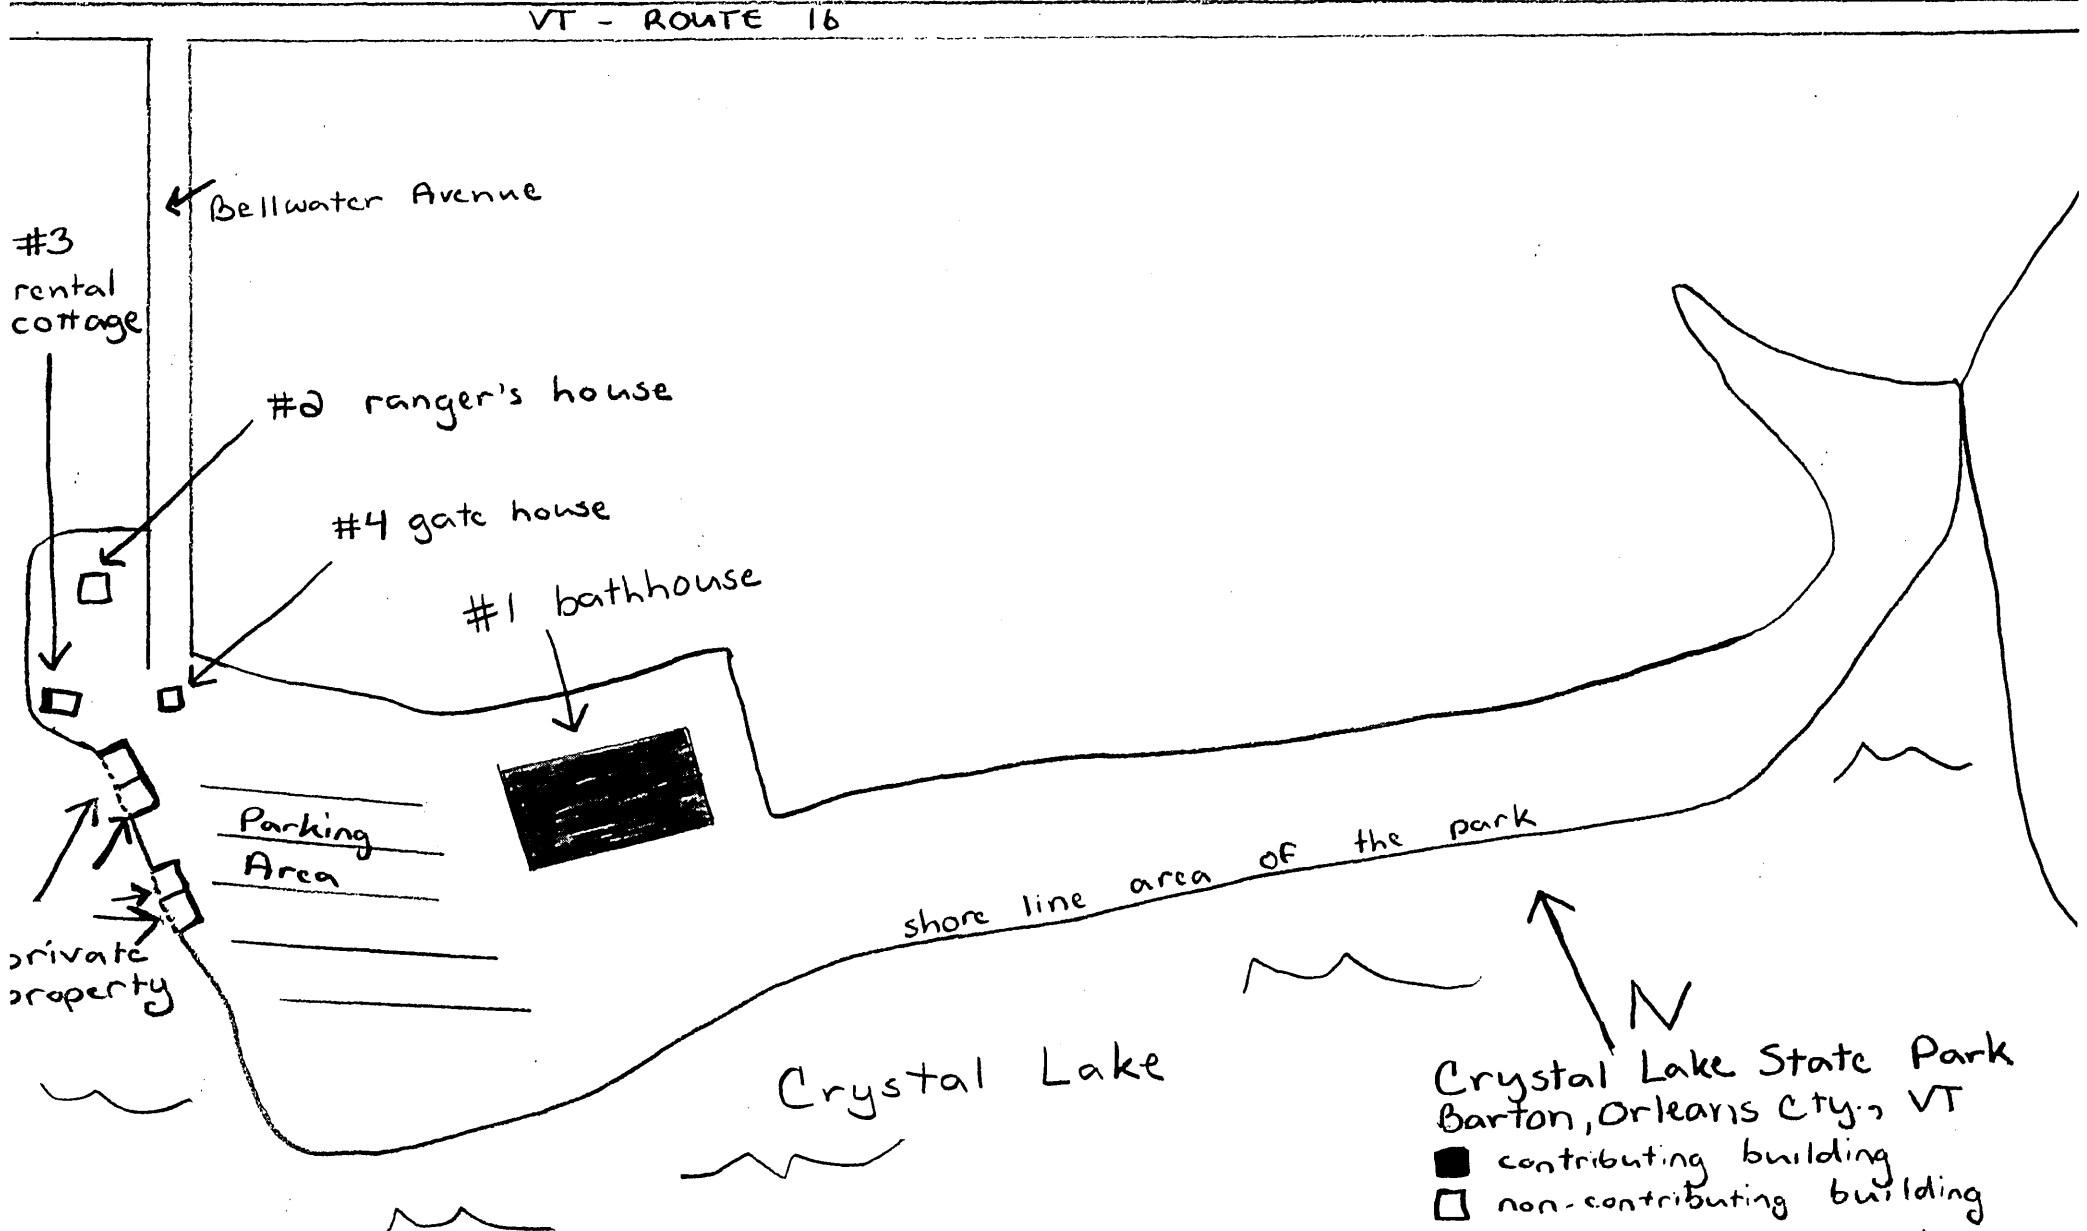 VT - ROUTE 16
Bellwater Avenue
#3
rental
cottage
#2 ranger's house
#4 gate house
#1 bathhouse
Parking
Area
shore line area of the park
private
property
N
Crystal Lake
Crystal Lake State Park
Barton, Orleans Cty., VT
contributing building
non-contributing building